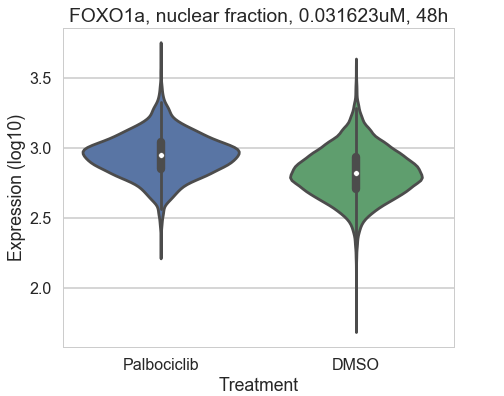 FOXO1a, nuclear fraction, 0.031623uM, 48h
Expression (log10)
3.5
3.0
2.5
2.0
Palbociclib DMSO
Treatment